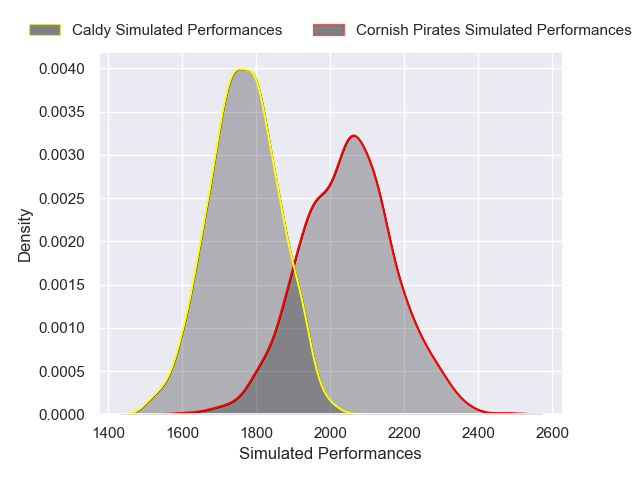 Caldy Simulated Performances
Cornish Pirates Simulated Performances
0.0040
0.0035
0.0030
0.0025
0.0020
0.0015
0.0010
0.0005
0.0000
Density
1400 1600 1800 2000 2200 2400 2600
Simulated Performances